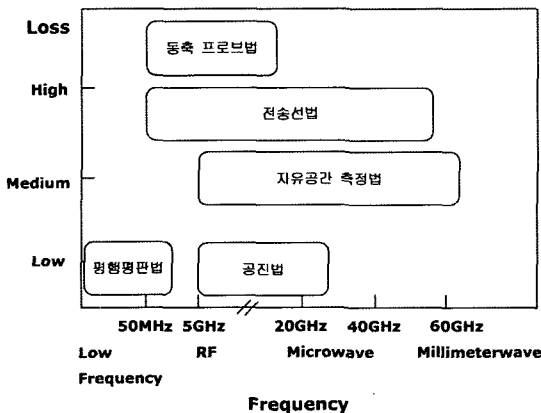 Loss
동축 프로브법
High
전송선법
자유공간 측정법
Medium
Low
평행평판법
공진법
50MHz 5GHz 20GHz 40GHz 60GHz
Low Frequency RF Microwave Millimeterwave
Frequency